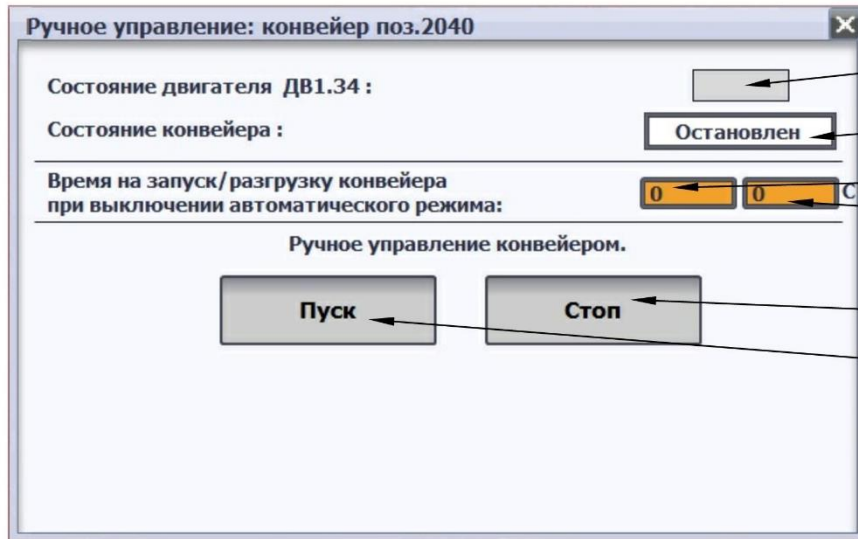 Ручное управление: конвейер поз.2040
Состояние двигателя ДВ1.34 :
Состояние конвейера : Остановлен
Время на запуск/разгрузку конвейера
при выключении автоматического режима: 0 0 С
Ручное управление конвейером.
Пуск Стоп